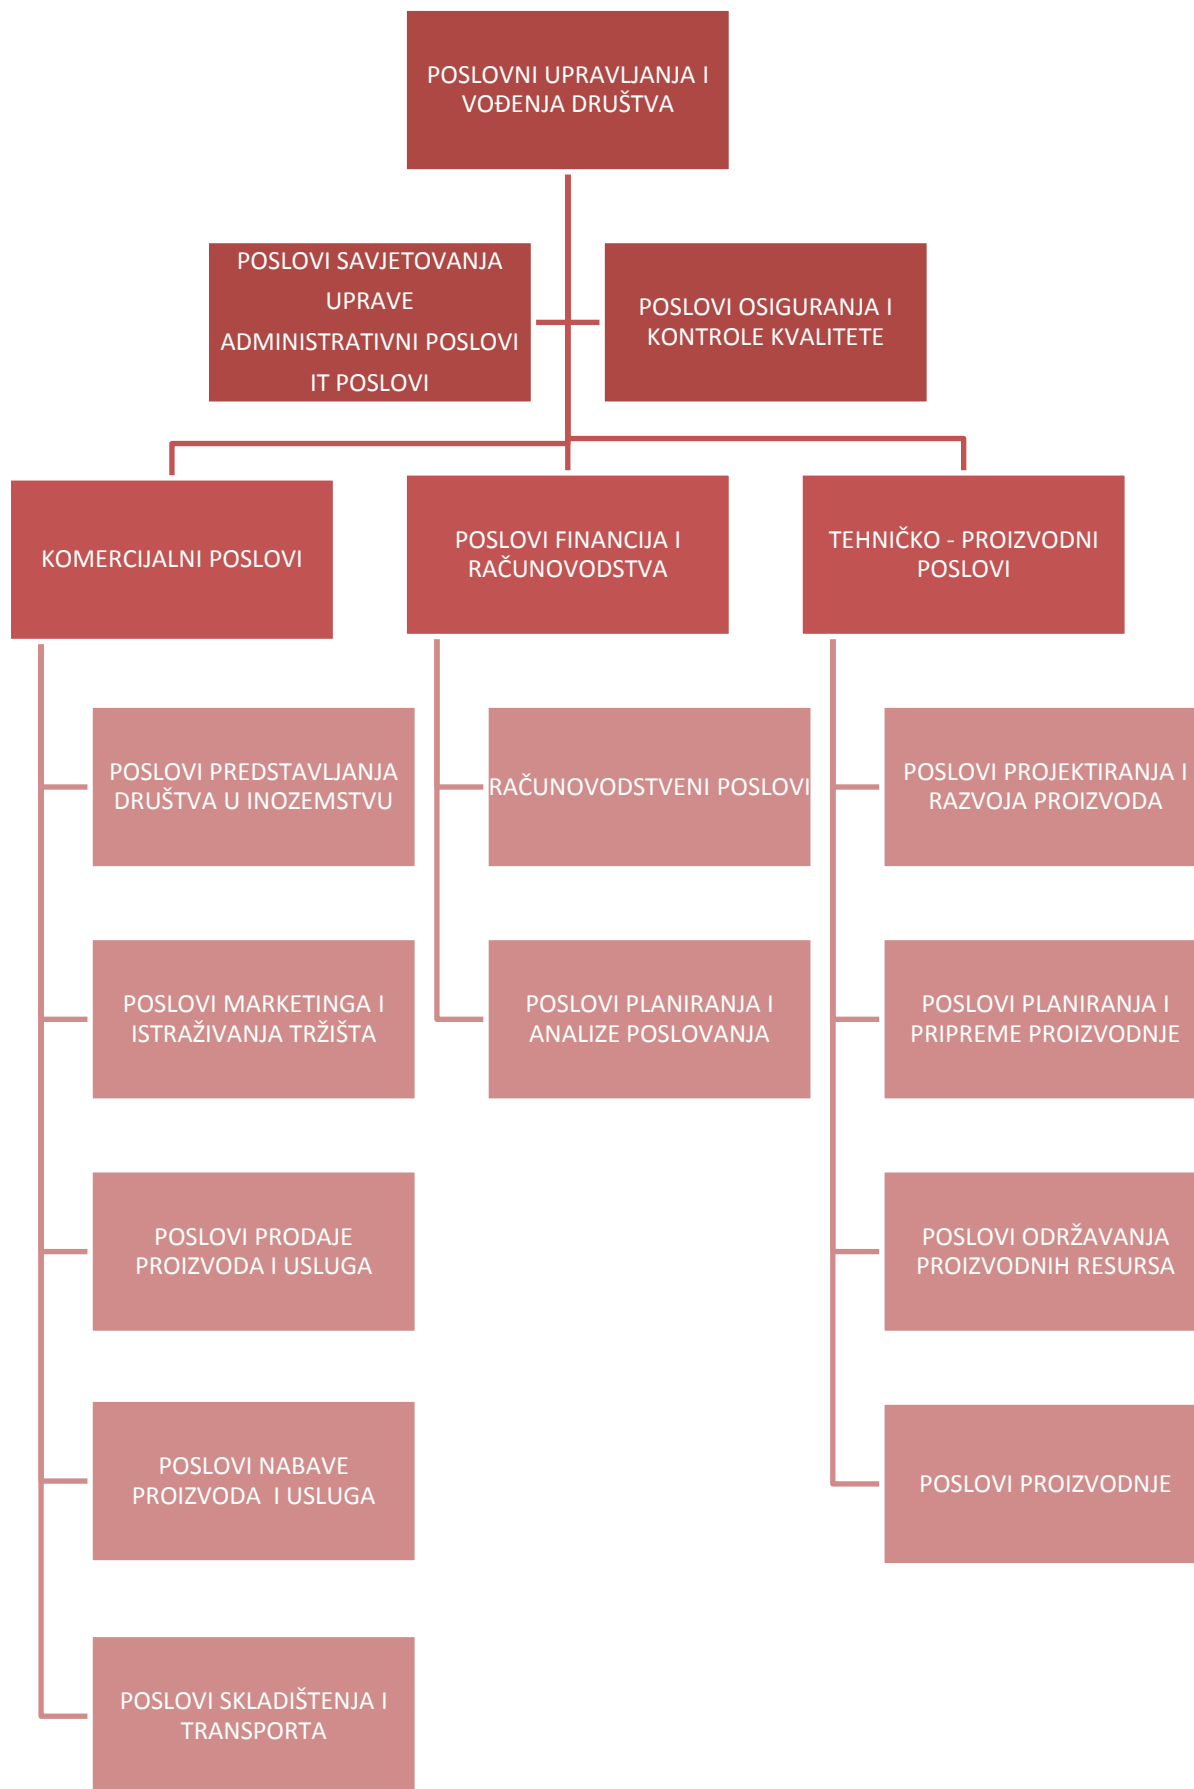 POSLOVNI UPRAVLJANJA I
VOĐENJA DRUŠTVA
POSLOVI SAVJETOVANJA
UPRAVE
ADMINISTRATIVNI POSLOVI
IT POSLOVI
POSLOVI OSIGURANJA I
KONTROLE KVALITETE
KOMERCIJALNI POSLOVI
POSLOVI FINANCIJA I
RAČUNOVODSTVA
TEHNIČKO - PROIZVODNI
POSLOVI
POSLOVI PREDSTAVLJANJA
DRUŠTVA U INOZEMSTVU
POSLOVI MARKETINGA I
ISTRAŽIVANJA TRŽIŠTA
POSLOVI PRODAJE
PROIZVODA I USLUGA
POSLOVI NABAVE
PROIZVODA  I USLUGA
POSLOVI SKLADIŠTENJA I
TRANSPORTA
RAČUNOVODSTVENI POSLOVI
POSLOVI PLANIRANJA I
ANALIZE POSLOVANJA
POSLOVI PROJEKTIRANJA I
RAZVOJA PROIZVODA
POSLOVI PLANIRANJA I
PRIPREME PROIZVODNJE
POSLOVI ODRŽAVANJA
PROIZVODNIH RESURSA
POSLOVI PROIZVODNJE